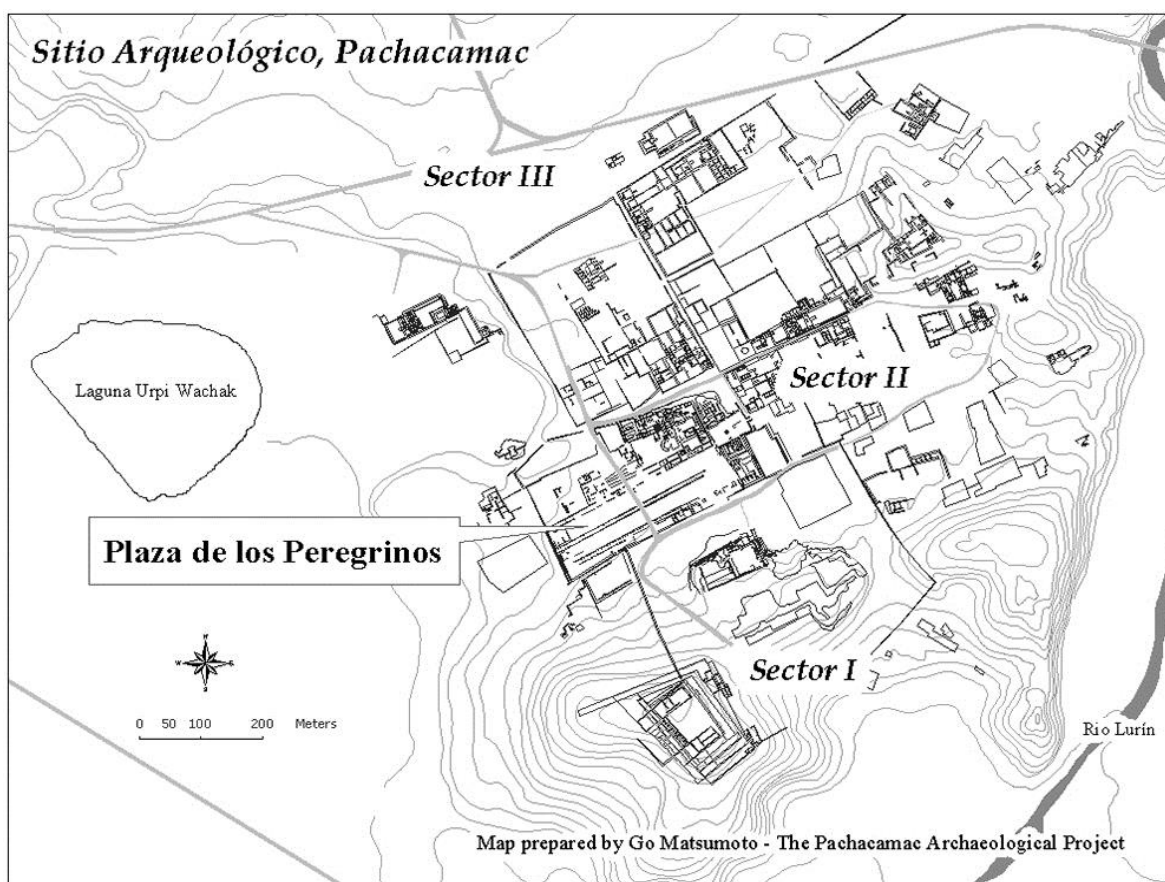 Sitio Arqueológico, Pachacamac
Sector III
Laguna Urpi Wachak
Sector II
Plaza de los Peregrinos
Sector I
N
W E
S
0 50 100 200 Meters
Rio Lurín
Map prepared by Go Matsumoto - The Pachacamac Archaeological Project